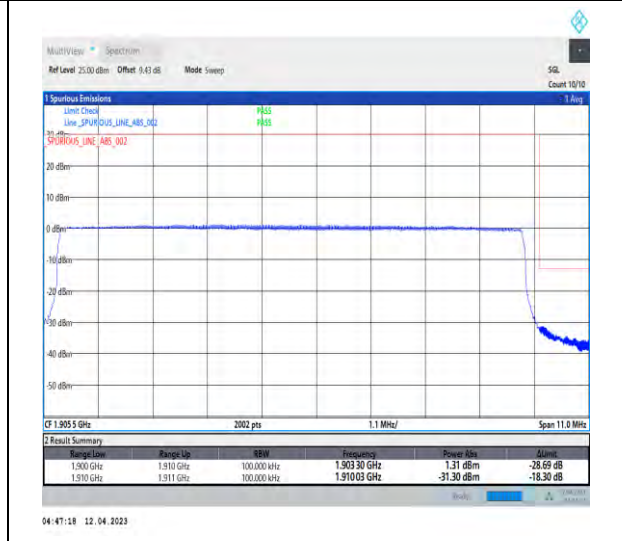 MultiView Spectrum
Ref Level 25.00 dBm Offset 9.43 dB Mode Sweep SGL
Count 10/10
1 Spurious Emissions 1 Avg
Limit Check PASS
Line _SPURIOUS_LINE_ABS_002 PASS
30 dBm
_SPURIOUS_LINE_ABS_002
20 dBm
10 dBm
0 dBm
-10 dBm
-20 dBm
-30 dBm
-40 dBm
-50 dBm
CF 1.905 5 GHz 2002 pts 1.1 MHz/ Span 11.0 MHz
2 Result Summary
Range Low Range Up RBW Frequency Power Abs ΔLimit
1.900 GHz 1.910 GHz 100.000 kHz 1.903 30 GHz 1.31 dBm -28.69 dB
1.910 GHz 1.911 GHz 100.000 kHz 1.910 03 GHz -31.30 dBm -18.30 dB
04:47:18 12.04.2023